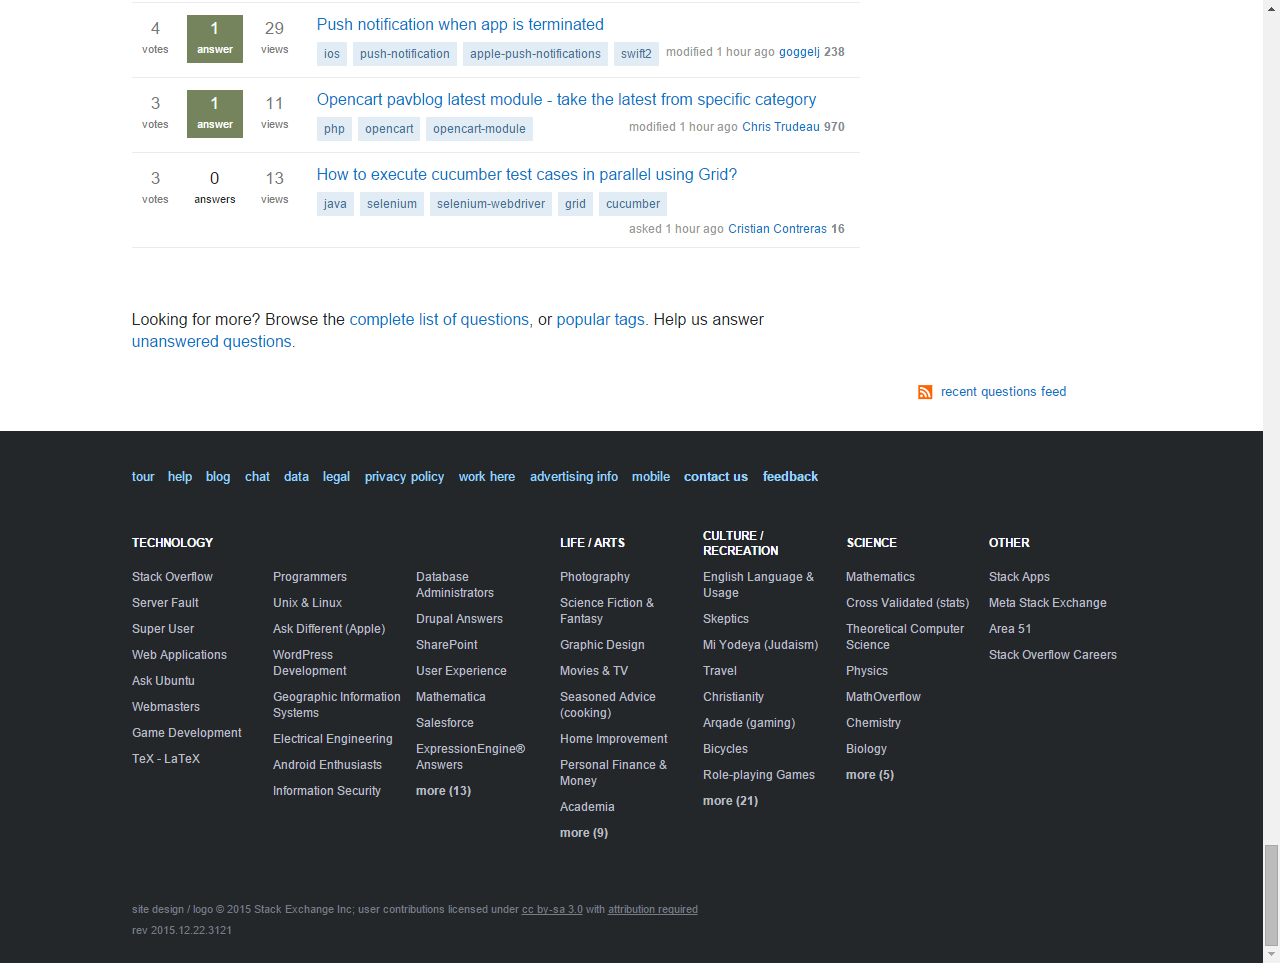 4 1 29 Push notification when app is terminated
votes answer views ios push-notification apple-push-notifications swift2 modified 1 hour ago goggelj 238
3 1 11 Opencart pavblog latest module - take the latest from specific category
votes answer views php opencart opencart-module modified 1 hour ago Chris Trudeau 970
3 0 13 How to execute cucumber test cases in parallel using Grid?
votes answers views java selenium selenium-webdriver grid cucumber
asked 1 hour ago Cristian Contreras 16
Looking for more? Browse the complete list of questions, or popular tags. Help us answer
unanswered questions.
recent questions feed
tour help blog chat data legal privacy policy work here advertising info mobile contact us feedback
TECHNOLOGY
Stack Overflow
Server Fault
Super User
Web Applications
Ask Ubuntu
Webmasters
Game Development
TeX - LaTeX
Programmers
Unix & Linux
Ask Different (Apple)
WordPress
Development
Geographic Information
Systems
Electrical Engineering
Android Enthusiasts
Information Security
Database
Administrators
Drupal Answers
SharePoint
User Experience
Mathematica
Salesforce
ExpressionEngine®
Answers
more (13)
LIFE / ARTS
Photography
Science Fiction &
Fantasy
Graphic Design
Movies & TV
Seasoned Advice
(cooking)
Home Improvement
Personal Finance &
Money
Academia
more (9)
CULTURE /
RECREATION
English Language &
Usage
Skeptics
Mi Yodeya (Judaism)
Travel
Christianity
Arqade (gaming)
Bicycles
Role-playing Games
more (21)
SCIENCE
Mathematics
Cross Validated (stats)
Theoretical Computer
Science
Physics
MathOverflow
Chemistry
Biology
more (5)
OTHER
Stack Apps
Meta Stack Exchange
Area 51
Stack Overflow Careers
site design / logo © 2015 Stack Exchange Inc; user contributions licensed under cc by-sa 3.0 with attribution required
rev 2015.12.22.3121